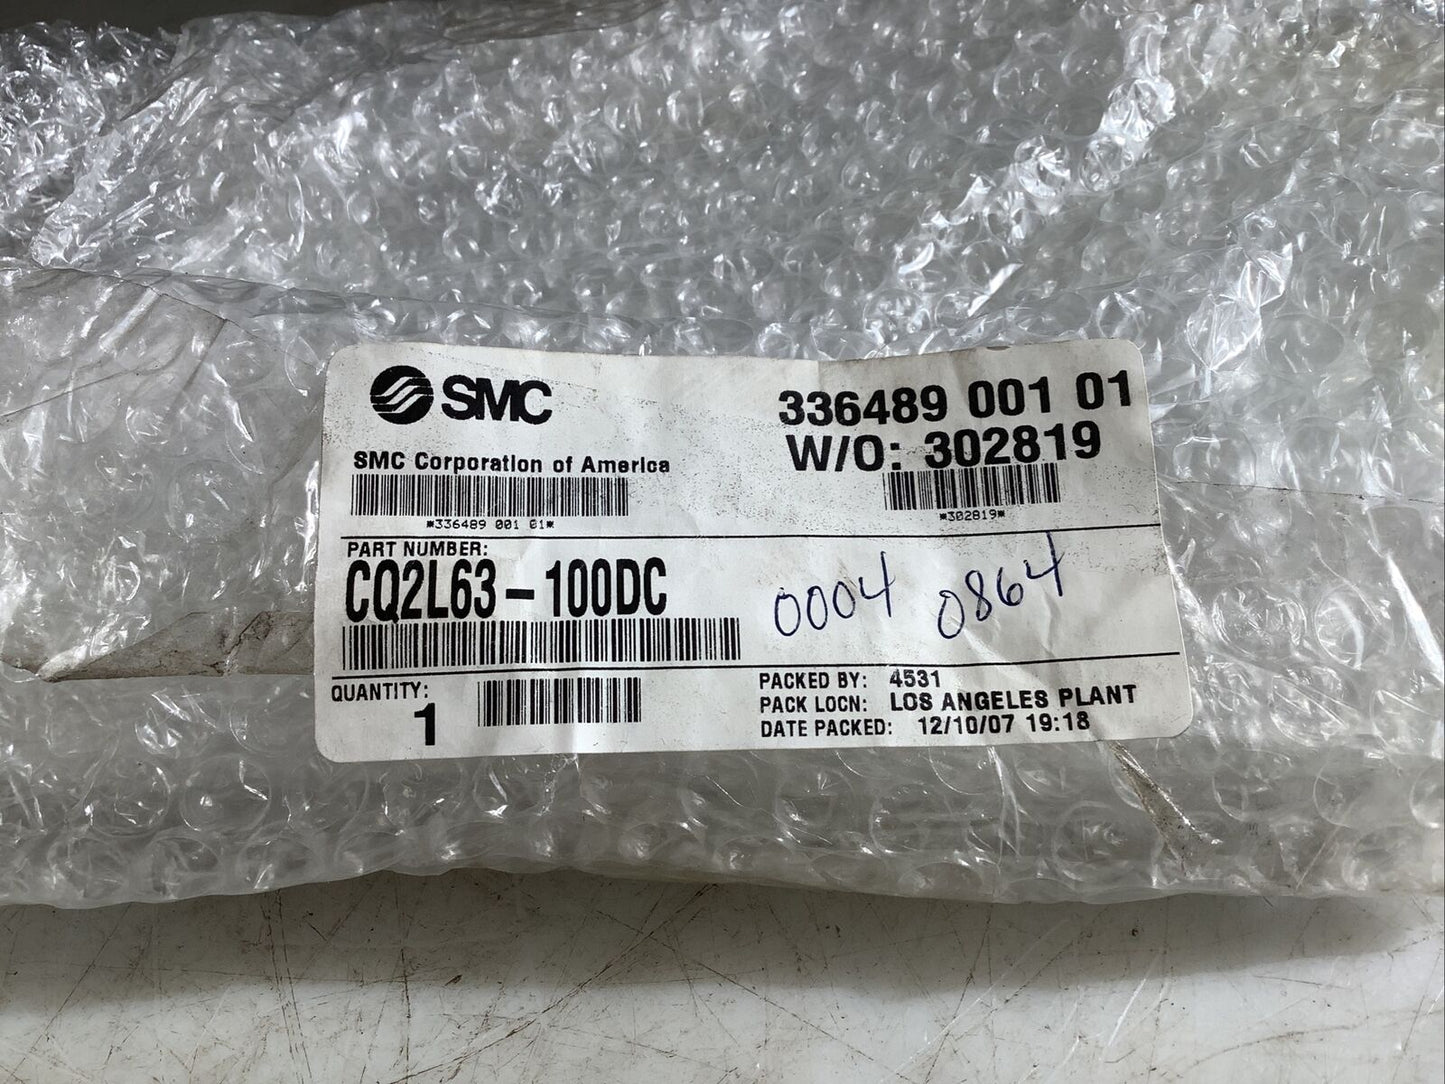 SMC
336489 001 01
W/O: 302819
SMC Corporation of America
*336489 001 01*
*302819*
PART NUMBER:
CQ2L63-100DC
0004 0864
QUANTITY:
1
PACKED BY: 4531
PACK LOCN: LOS ANGELES PLANT
DATE PACKED: 12/10/07 19:18